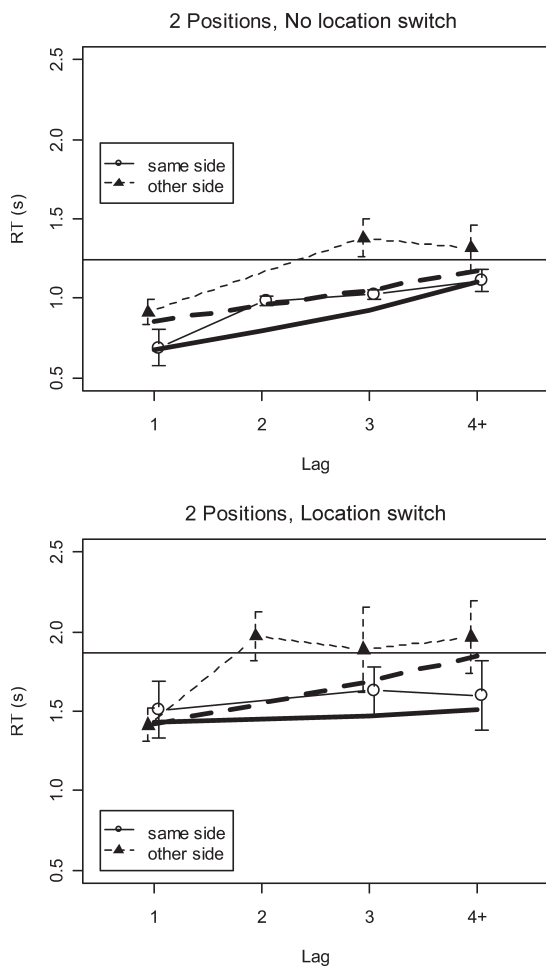 2 Positions, No location switch
2.5
2.0
1.5
1.0
0.5
RT (s)
same side
other side
1 2 3 4+
Lag
2 Positions, Location switch
2.5
2.0
1.5
1.0
0.5
RT (s)
same side
other side
1 2 3 4+
Lag